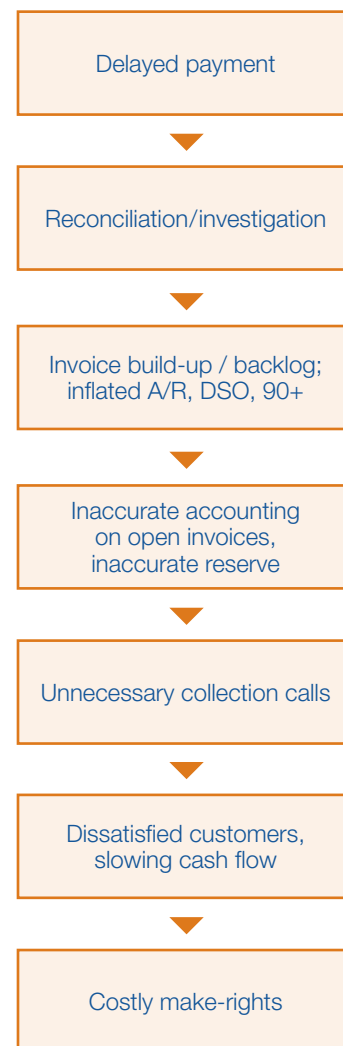 Delayed payment
Reconciliation/investigation
Invoice build-up / backlog;
inflated A/R, DSO, 90+
Inaccurate accounting
on open invoices,
inaccurate reserve
Unnecessary collection calls
Dissatisfied customers,
slowing cash flow
Costly make-rights